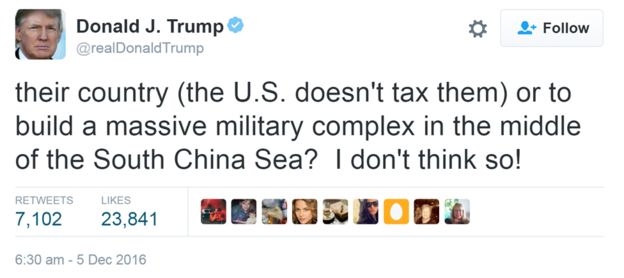 Donald J. Trump
@realDonaldTrump
Follow
their country (the U.S. doesn't tax them) or to
build a massive military complex in the middle
of the South China Sea?  I don't think so!
RETWEETS LIKES
7,102 23,841
6:30 am - 5 Dec 2016